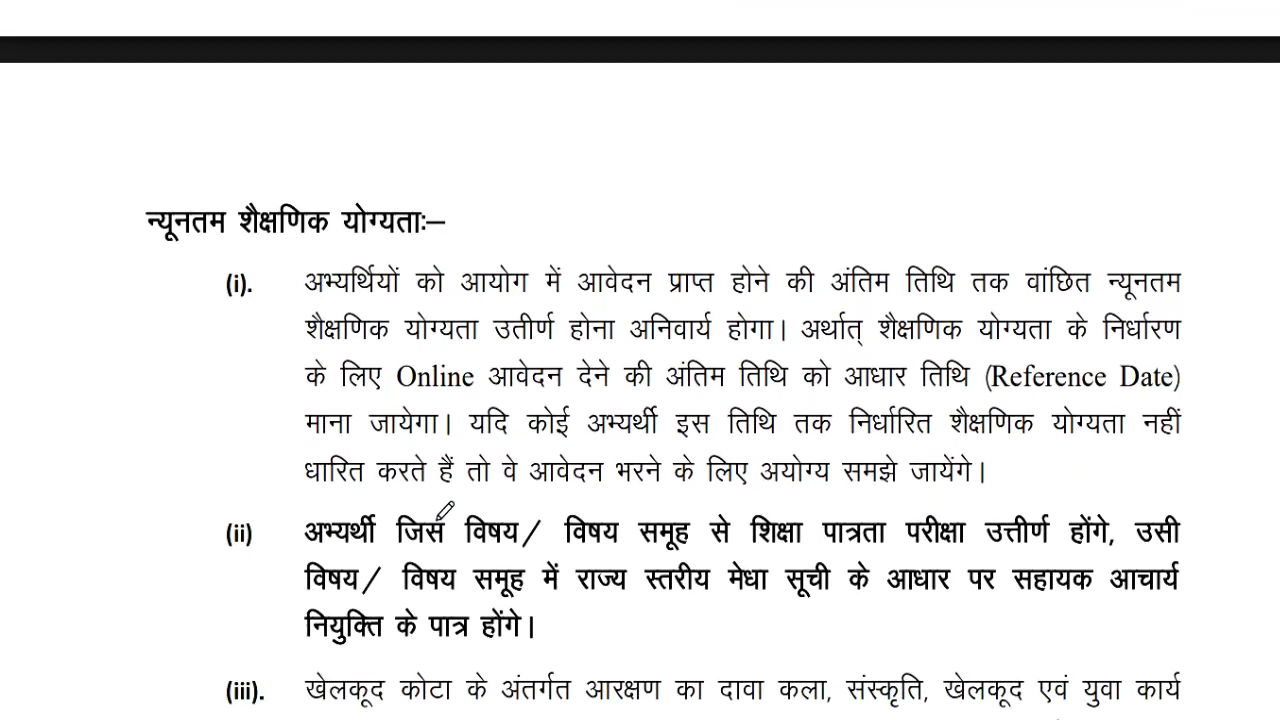 न्यूनतम शैक्षणिक योग्यताः–
(i). अभ्यर्थियों को आयोग में आवेदन प्राप्त होने की अंतिम तिथि तक वांछित न्यूनतम
शैक्षणिक योग्यता उतीर्ण होना अनिवार्य होगा। अर्थात् शैक्षणिक योग्यता के निर्धारण
के लिए Online आवेदन देने की अंतिम तिथि को आधार तिथि (Reference Date)
माना जायेगा। यदि कोई अभ्यर्थी इस तिथि तक निर्धारित शैक्षणिक योग्यता नहीं
धारित करते हैं तो वे आवेदन भरने के लिए अयोग्य समझे जायेंगे।
(ii) अभ्यर्थी जिस विषय/ विषय समूह से शिक्षा पात्रता परीक्षा उत्तीर्ण होंगे, उसी
विषय/ विषय समूह में राज्य स्तरीय मेधा सूची के आधार पर सहायक आचार्य
नियुक्ति के पात्र होंगे।
(iii). खेलकूद कोटा के अंतर्गत आरक्षण का दावा कला, संस्कृति, खेलकूद एवं युवा कार्य